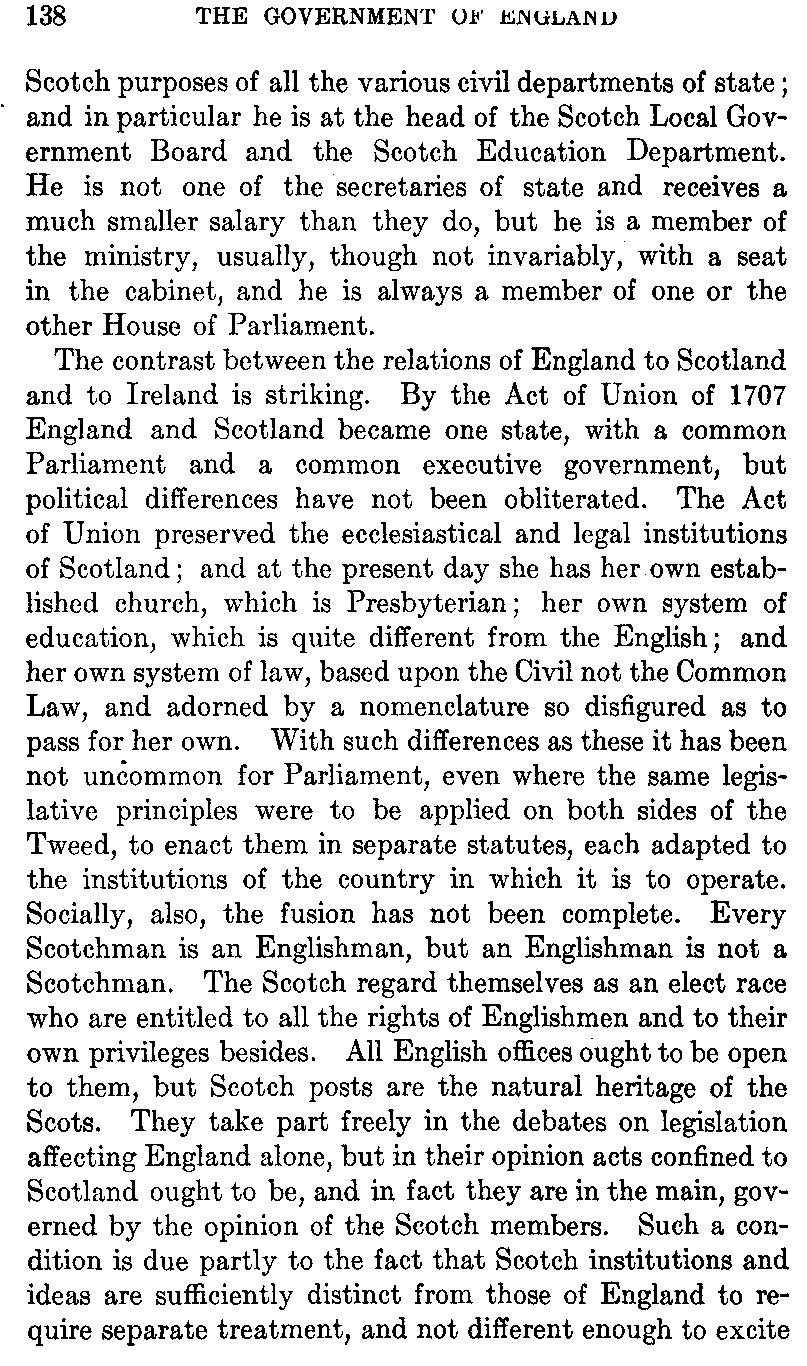 138 THE GOVERNMENT OF ENGLAND
Scotch purposes of all the various civil departments of state;
and in particular he is at the head of the Scotch Local Gov-
ernment Board and the Scotch Education Department.
He is not one of the secretaries of state and receives a
much smaller salary than they do, but he is a member of
the ministry, usually, though not invariably, with a seat
in the cabinet, and he is always a member of one or the
other House of Parliament.
The contrast between the relations of England to Scotland
and to Ireland is striking. By the Act of Union of 1707
England and Scotland became one state, with a common
Parliament and a common executive government, but
political differences have not been obliterated. The Act
of Union preserved the ecclesiastical and legal institutions
of Scotland; and at the present day she has her own estab-
lished church, which is Presbyterian; her own system of
education, which is quite different from the English; and
her own system of law, based upon the Civil not the Common
Law, and adorned by a nomenclature so disfigured as to
pass for her own. With such differences as these it has been
not uncommon for Parliament, even where the same legis-
lative principles were to be applied on both sides of the
Tweed, to enact them in separate statutes, each adapted to
the institutions of the country in which it is to operate.
Socially, also, the fusion has not been complete. Every
Scotchman is an Englishman, but an Englishman is not a
Scotchman. The Scotch regard themselves as an elect race
who are entitled to all the rights of Englishmen and to their
own privileges besides. All English offices ought to be open
to them, but Scotch posts are the natural heritage of the
Scots. They take part freely in the debates on legislation
affecting England alone, but in their opinion acts confined to
Scotland ought to be, and in fact they are in the main, gov-
erned by the opinion of the Scotch members. Such a con-
dition is due partly to the fact that Scotch institutions and
ideas are sufficiently distinct from those of England to re-
quire separate treatment, and not different enough to excite